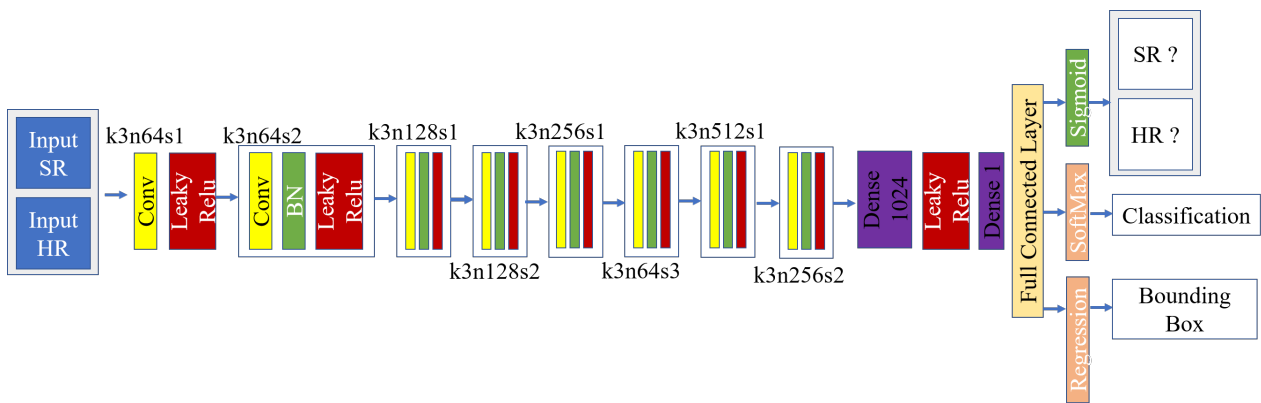 Input
SR
Input
HR
k3n64s1
Conv
Leaky
Relu
k3n64s2
Conv
BN
Leaky
Relu
k3n128s1
k3n128s2
k3n256s1
k3n64s3
k3n512s1
k3n256s2
Dense
1024
Leaky
Relu
Dense 1
Full Connected Layer
Sigmoid
SR ?
HR ?
SoftMax
Classification
Regression
Bounding
Box